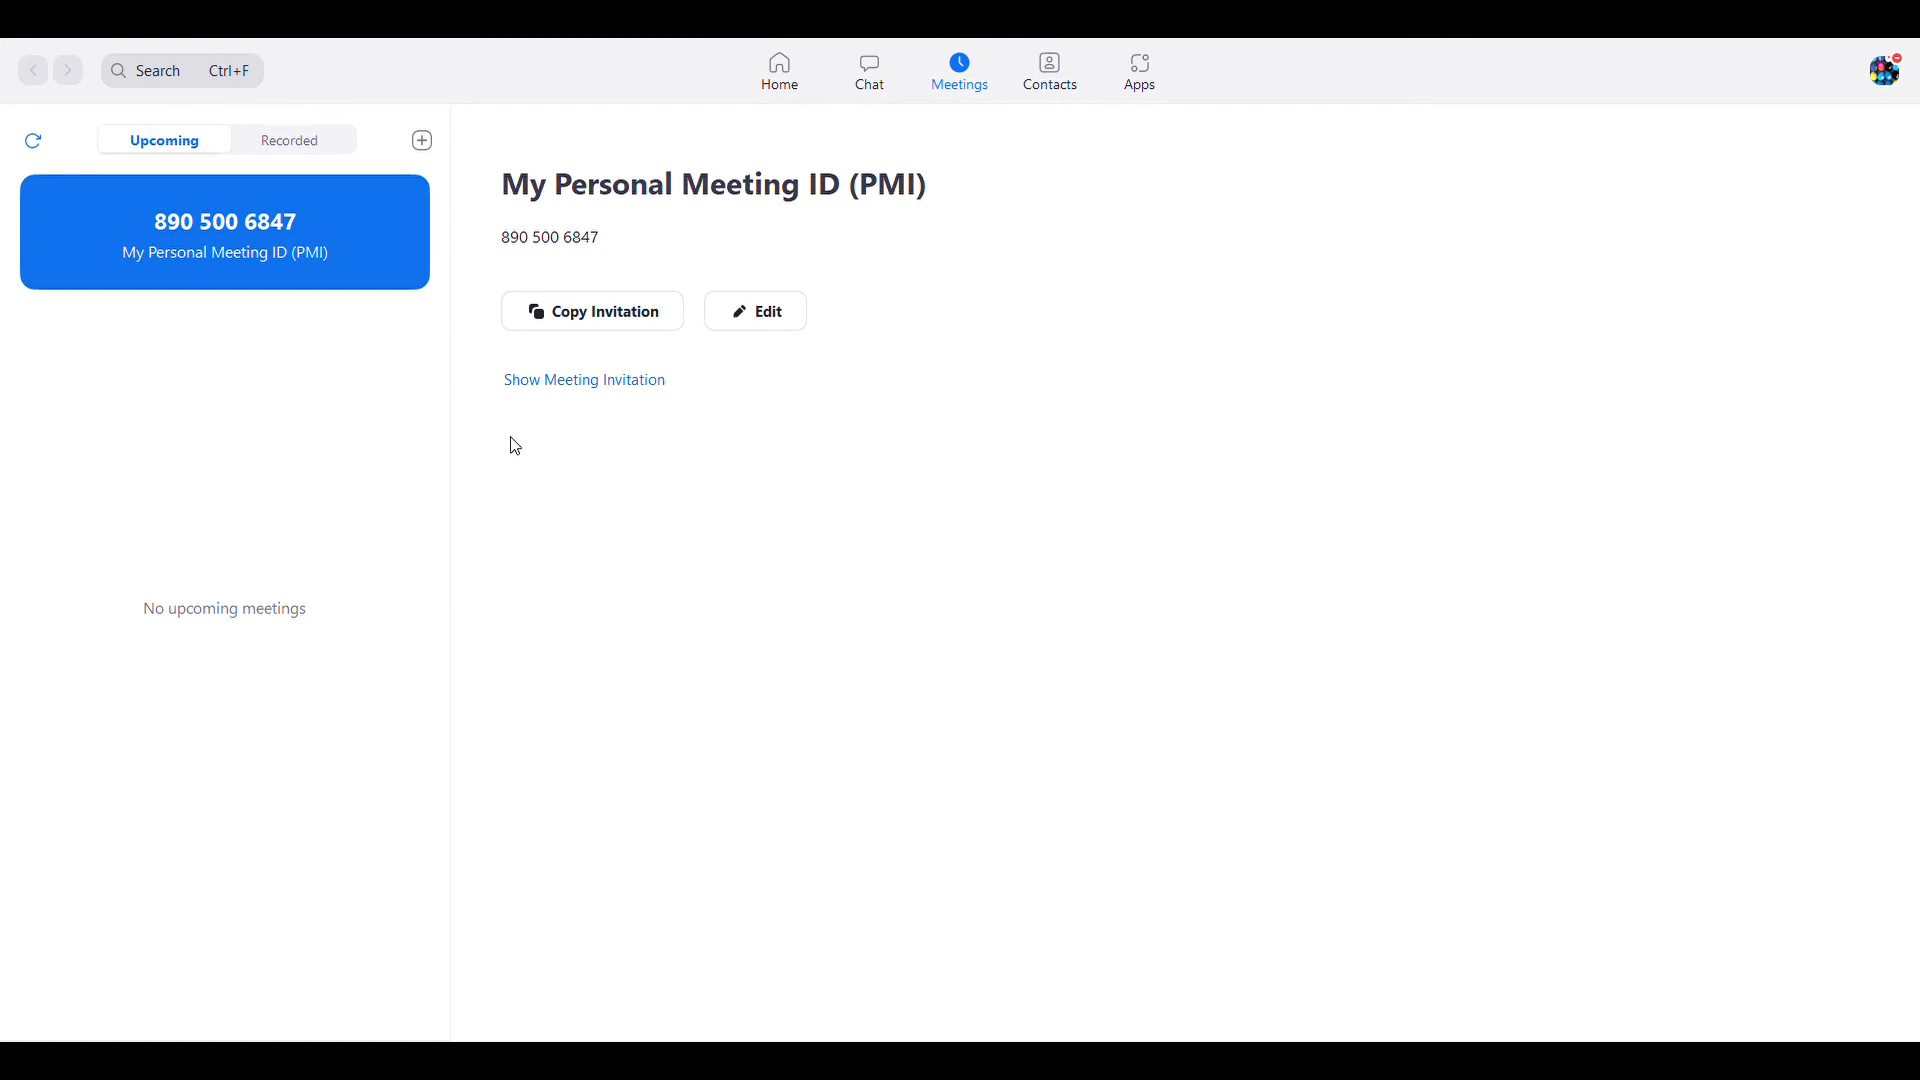 Search Ctrl+F
Home
Chat
Meetings
Contacts
Apps
Upcoming
Recorded
890 500 6847
My Personal Meeting ID (PMI)
No upcoming meetings
My Personal Meeting ID (PMI)
890 500 6847
Copy Invitation
Edit
Show Meeting Invitation